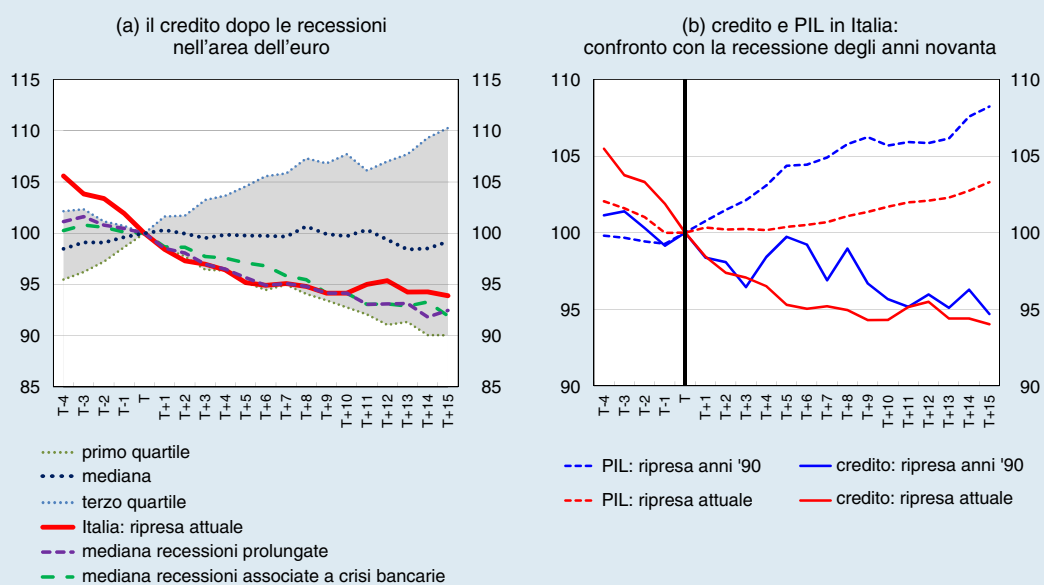 (a) il credito dopo le recessioni
nell'area dell'euro
115
110
105
100
95
90
85
115
110
105
100
95
90
85
T-4
T-3
T-2
T-1
T
T+1
T+2
T+3
T+4
T+5
T+6
T+7
T+8
T+9
T+10
T+11
T+12
T+13
T+14
T+15
primo quartile
mediana
terzo quartile
Italia: ripresa attuale
mediana recessioni prolungate
mediana recessioni associate a crisi bancarie
(b) credito e PIL in Italia:
confronto con la recessione degli anni novanta
110
105
100
95
90
110
105
100
95
90
T-4
T-3
T-2
T-1
T
T+1
T+2
T+3
T+4
T+5
T+6
T+7
T+8
T+9
T+10
T+11
T+12
T+13
T+14
T+15
PIL: ripresa anni '90
credito: ripresa anni '90
PIL: ripresa attuale
credito: ripresa attuale